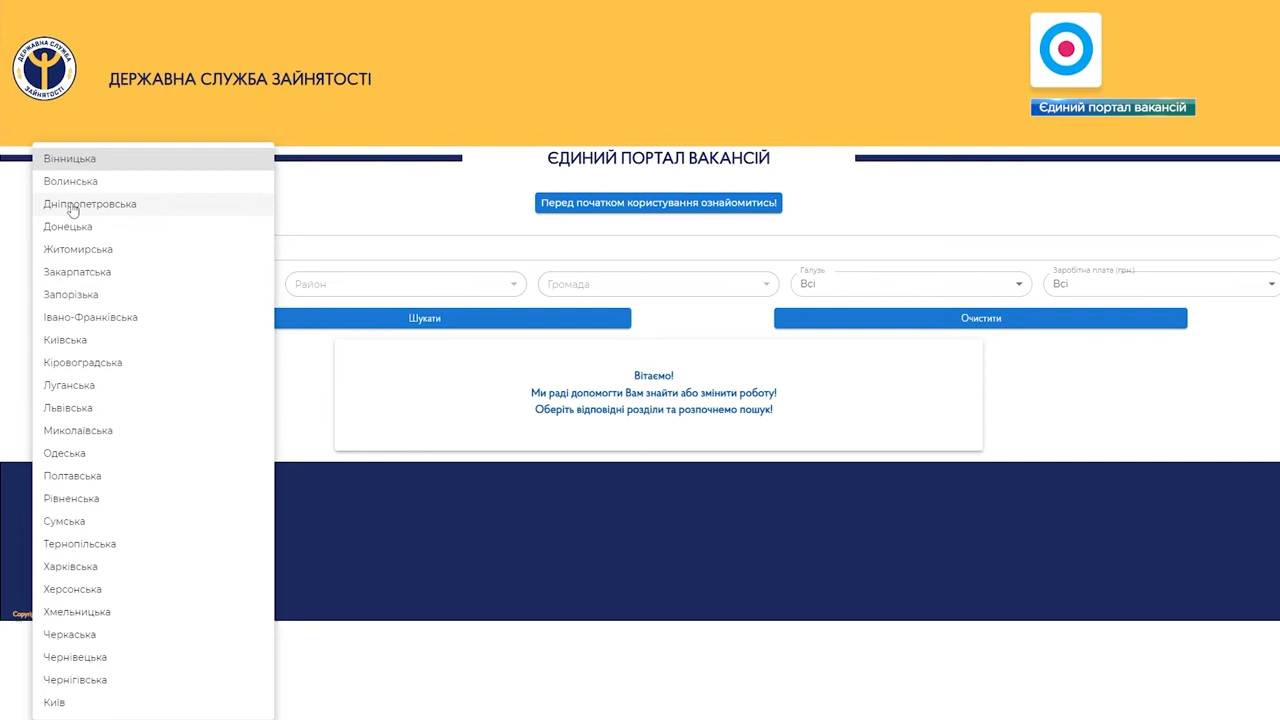 ДЕРЖАВНА СЛУЖБА
ЗАЙНЯТОСТІ
ДЕРЖАВНА СЛУЖБА ЗАЙНЯТОСТІ
Єдиний портал вакансій
ЄДИНИЙ ПОРТАЛ ВАКАНСІЙ
Перед початком користування ознайомитись!
Вінницька
Волинська
Дніпропетровська
Донецька
Житомирська
Закарпатська
Запорізька
Івано-Франківська
Київська
Кіровоградська
Луганська
Львівська
Миколаївська
Одеська
Полтавська
Рівненська
Сумська
Тернопільська
Харківська
Херсонська
Хмельницька
Черкаська
Чернівецька
Чернігівська
Київ
Район
Громада
Галузь
Всі
Заробітна плата (грн.)
Всі
Шукати
Очистити
Вітаємо!
Ми раді допомогти Вам знайти або змінити роботу!
Оберіть відповідні розділи та розпочнемо пошук!